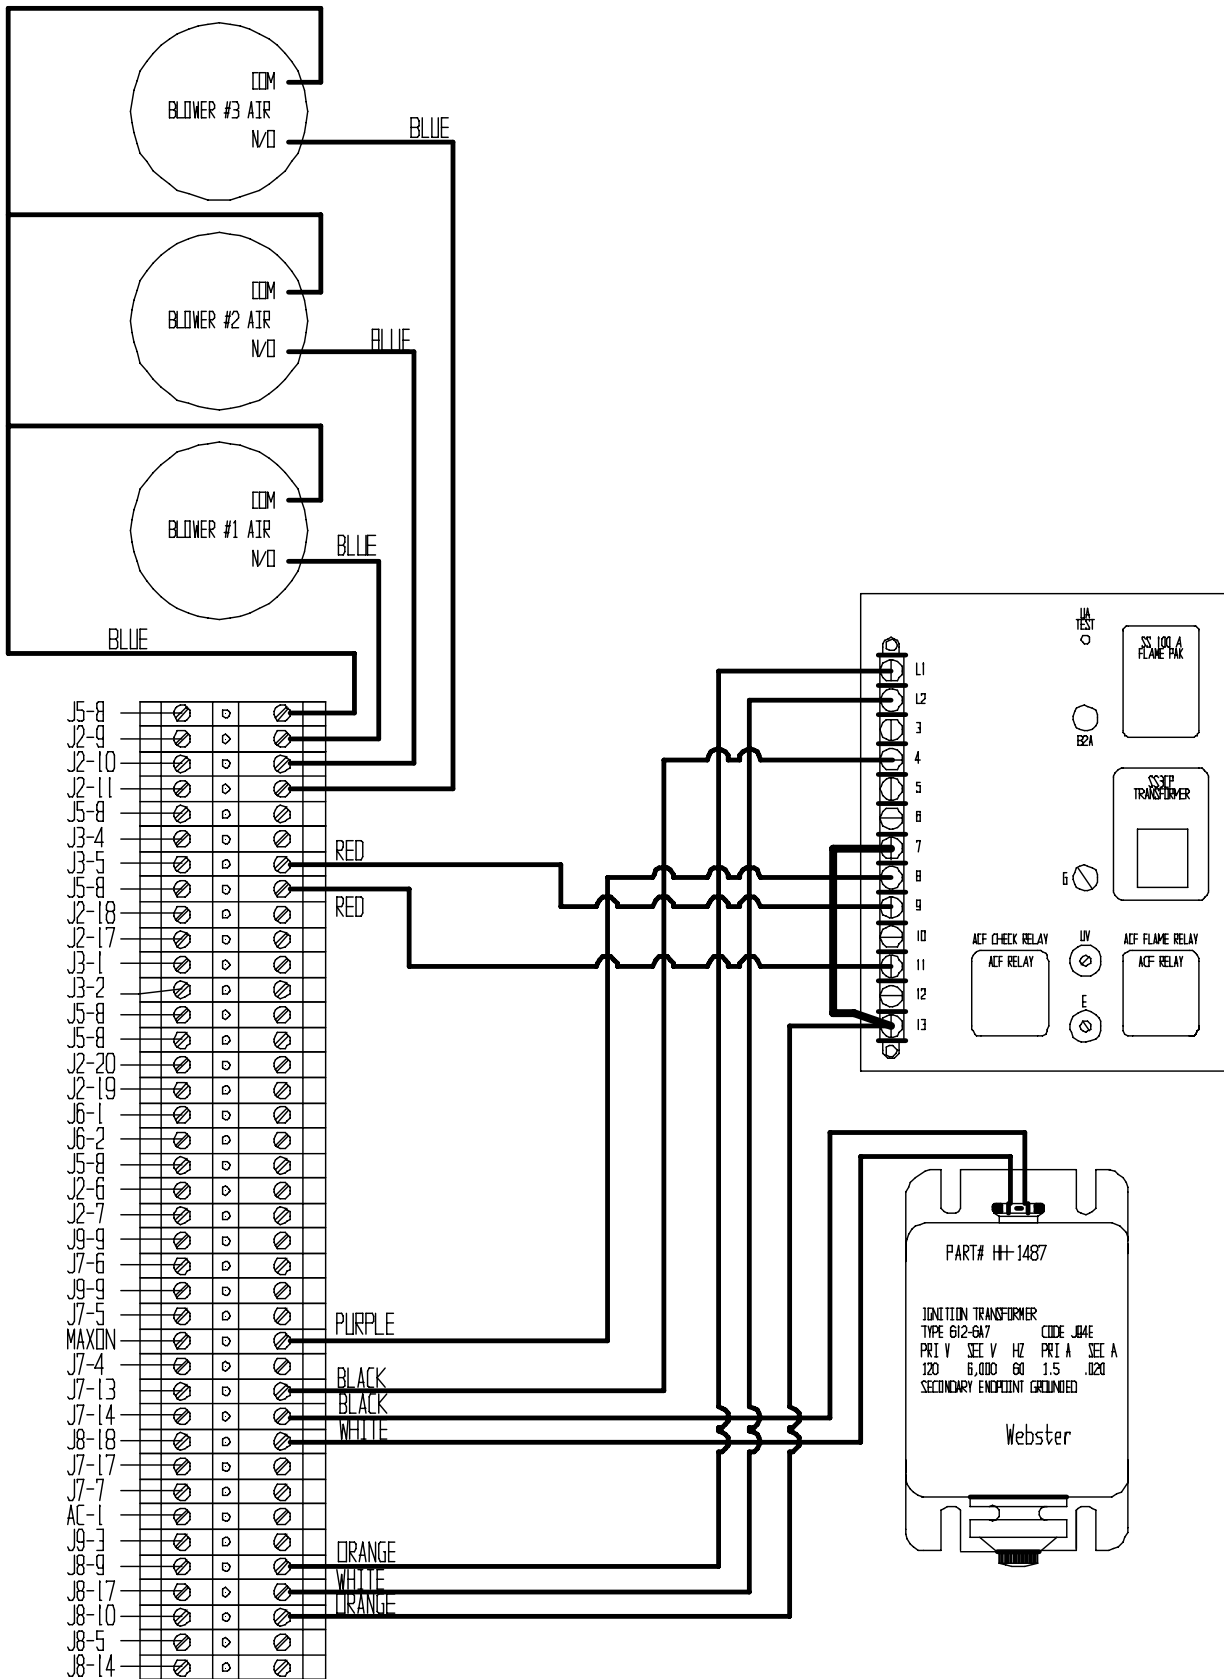 COM
BLOWER #3 AIR
N/O
BLUE
COM
BLOWER #2 AIR
N/O
BLUE
COM
BLOWER #1 AIR
N/O
BLUE
BLUE
J5-8
J2-9
J2-10
J2-11
J5-8
J3-4
J3-5
RED
J5-8
RED
J2-18
J2-17
J3-1
J3-2
J5-8
J5-8
J2-20
J2-19
J6-1
J6-2
J5-8
J2-6
J2-7
J9-9
J7-6
J9-9
J7-5
MAXON
PURPLE
J7-4
J7-13
BLACK
J7-14
BLACK
J8-18
WHITE
J7-17
J7-7
AC-1
J9-3
J8-9
ORANGE
J8-17
WHITE
J8-10
ORANGE
J8-5
J8-14
L1
L2
3
4
5
6
7
8
9
10
11
12
13
UA
TEST
SS 100 A
FLAME PAK
B2A
SS3CP
TRANSFORMER
G
ACF CHECK RELAY
ACF RELAY
UV
E
ACF FLAME RELAY
ACF RELAY
PART# HH-1487
IGNITION TRANSFORMER
TYPE 612-6A7 CODE J04E
PRI V SEC V HZ PRI A SEC A
120 6,000 60 1.5 .020
SECONDARY ENDPOINT GROUNDED
Webster